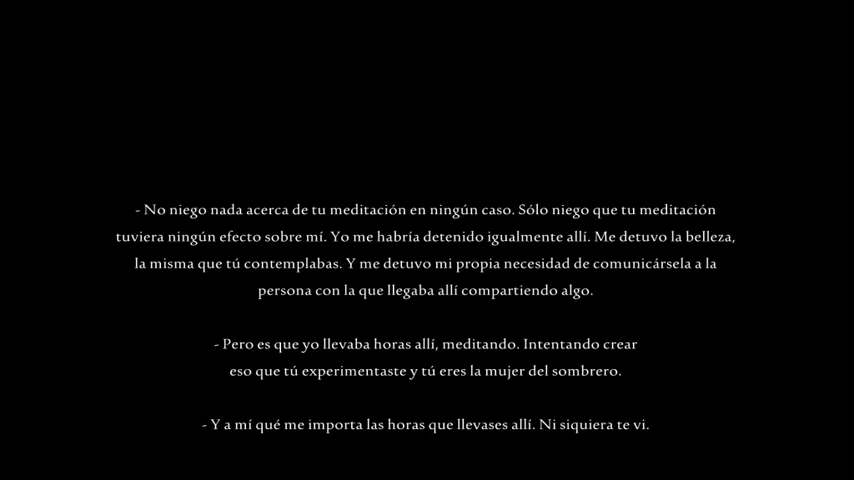 - No niego nada acerca de tu meditación en ningún caso. Sólo niego que tu meditación
tuviera ningún efecto sobre mí. Yo me habría detenido igualmente allí. Me detuvo la belleza,
la misma que tú contemplabas. Y me detuvo mi propia necesidad de comunicársela a la
persona con la que llegaba allí compartiendo algo.
- Pero es que yo llevaba horas allí, meditando. Intentando crear
eso que tú experimentaste y tú eres la mujer del sombrero.
- Y a mí qué me importa las horas que llevases allí. Ni siquiera te vi.